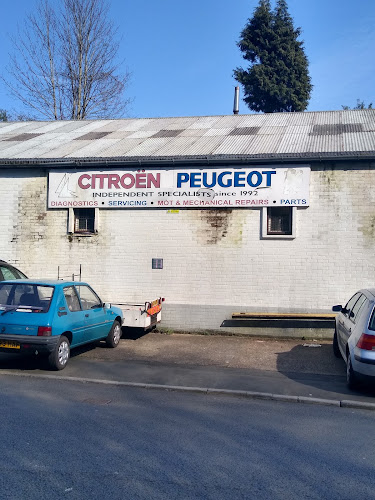 CITROËN PEUGEOT
INDEPENDENT SPECIALISTS since 1992
DIAGNOSTICS • SERVICING • MOT & MECHANICAL REPAIRS • PARTS